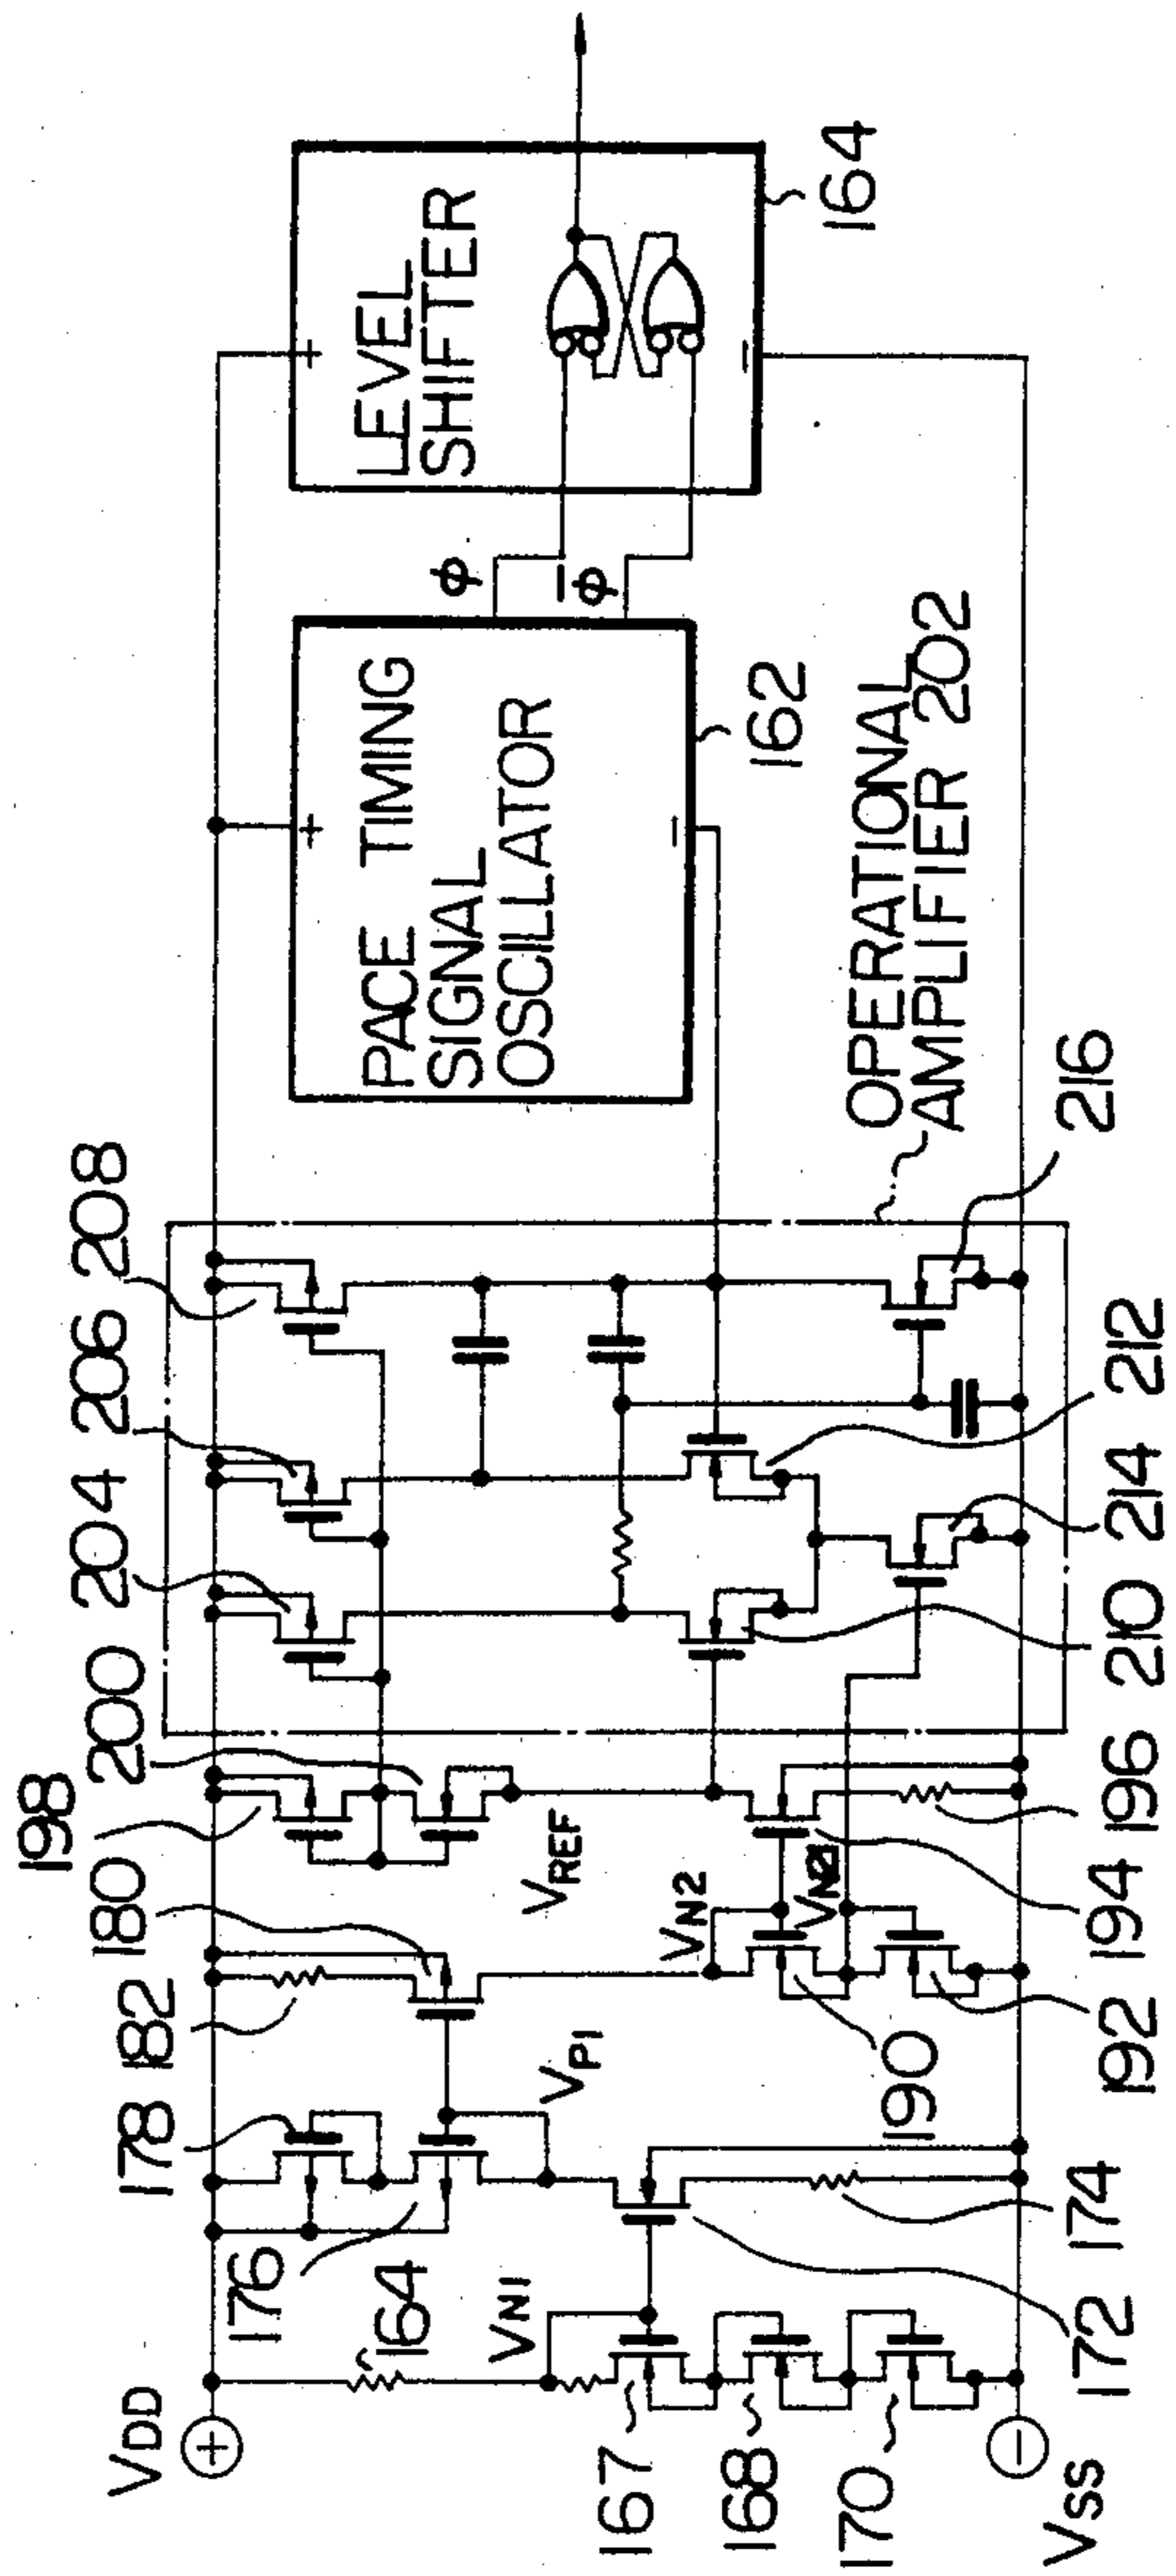 VDD
+
164
VN1
167
168
170
−
VSS
176
178
VP1
172
174
182
180
VREF
VN2
190
192
194
196
198
200
204
206
208
210
214
212
216
OPERATIONAL
AMPLIFIER 202
PACE TIMING
SIGNAL
OSCILLATOR
+
−
162
ϕ
ϕ̅
LEVEL
SHIFTER
+
−
164